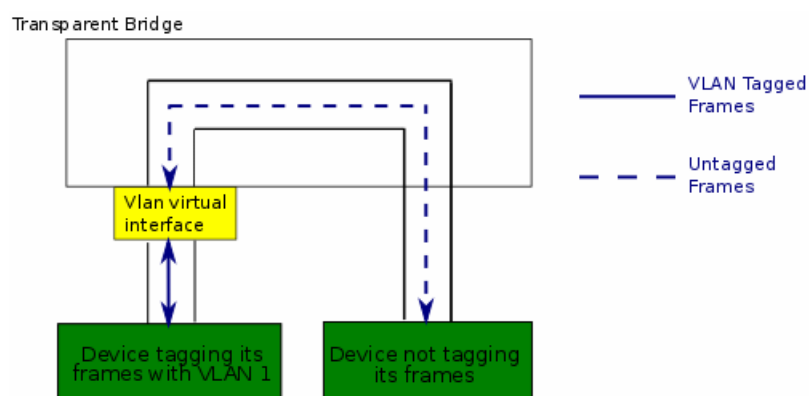 Transparent Bridge
VLAN Tagged
Frames
Untagged
Frames
Vlan virtual
interface
Device tagging its
frames with VLAN 1
Device not tagging
its frames